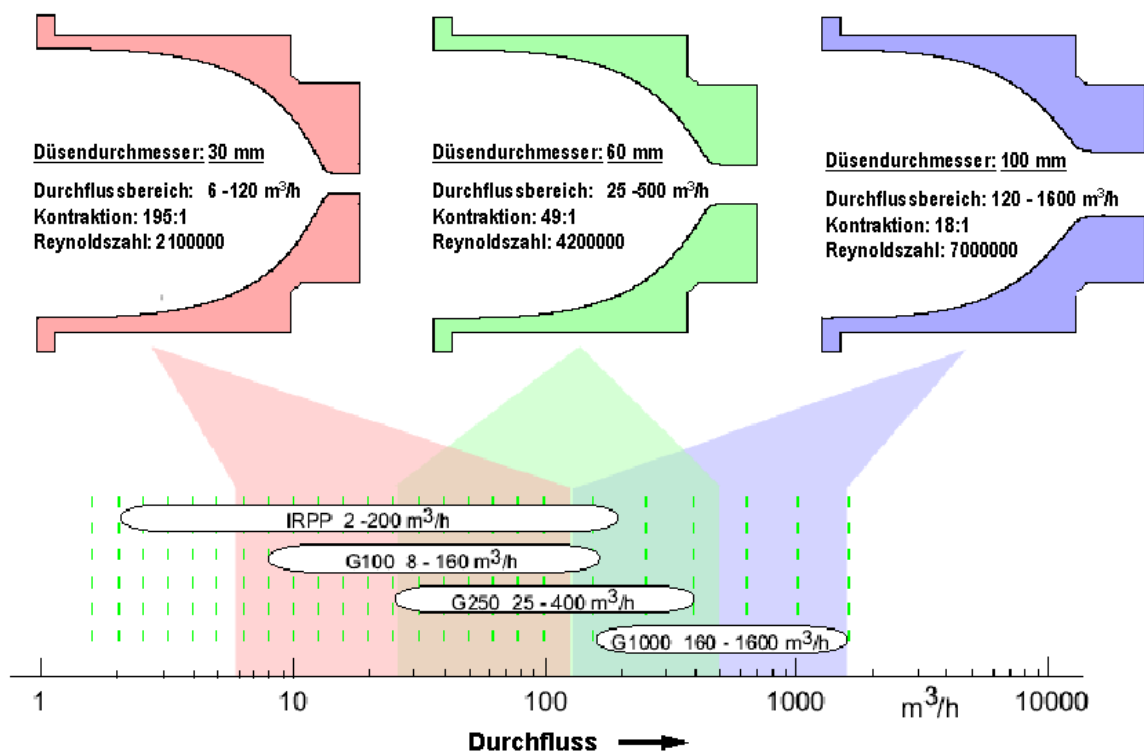 Düsendurchmesser: 30 mm
Durchflussbereich: 6 -120 m³/h
Kontraktion: 195:1
Reynoldszahl: 2100000
Düsendurchmesser: 60 mm
Durchflussbereich: 25 -500 m³/h
Kontraktion: 49:1
Reynoldszahl: 4200000
Düsendurchmesser: 100 mm
Durchflussbereich: 120 - 1600 m³/h
Kontraktion: 18:1
Reynoldszahl: 7000000
IRPP 2 -200 m³/h
G100 8 - 160 m³/h
G250 25 - 400 m³/h
G1000 160 - 1600 m³/h
1 10 100 1000 m³/h 10000
Durchfluss